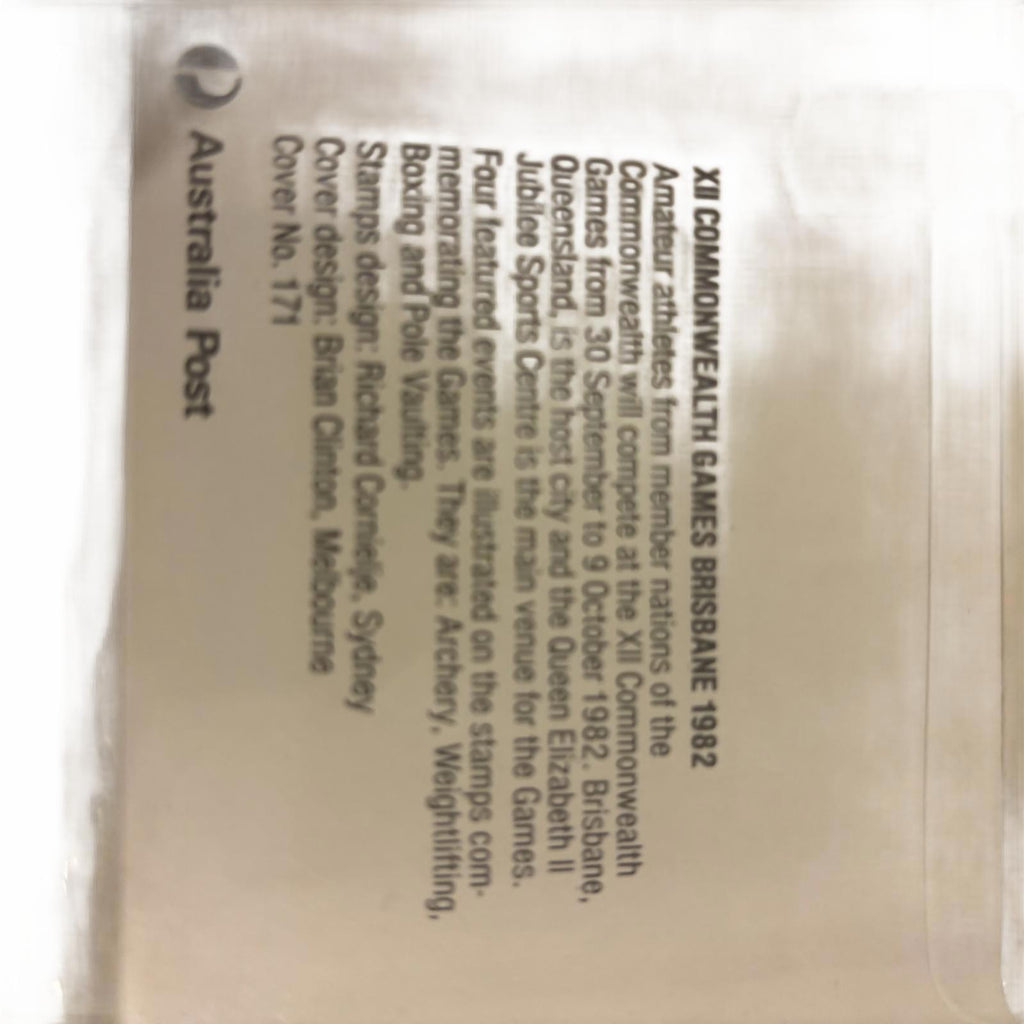 XII COMMONWEALTH GAMES BRISBANE 1982
Amateur athletes from member nations of the
Commonwealth will compete at the XII Commonwealth
Games from 30 September to 9 October 1982. Brisbane,
Queensland, is the host city and the Queen Elizabeth II
Jubilee Sports Centre is the main venue for the Games.
Four featured events are illustrated on the stamps com-
memorating the Games. They are: Archery, Weightlifting,
Boxing and Pole Vaulting.
Stamps design: Richard Cornielje, Sydney
Cover design: Brian Clinton, Melbourne
Cover No. 171
Australia Post